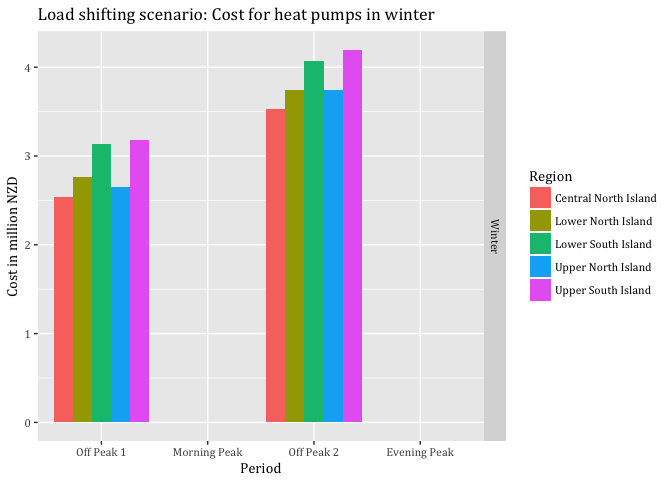 Load shifting scenario: Cost for heat pumps in winter
Cost in million NZD
4
3
2
1
0
Off Peak 1
Morning Peak
Off Peak 2
Evening Peak
Period
Winter
Region
Central North Island
Lower North Island
Lower South Island
Upper North Island
Upper South Island